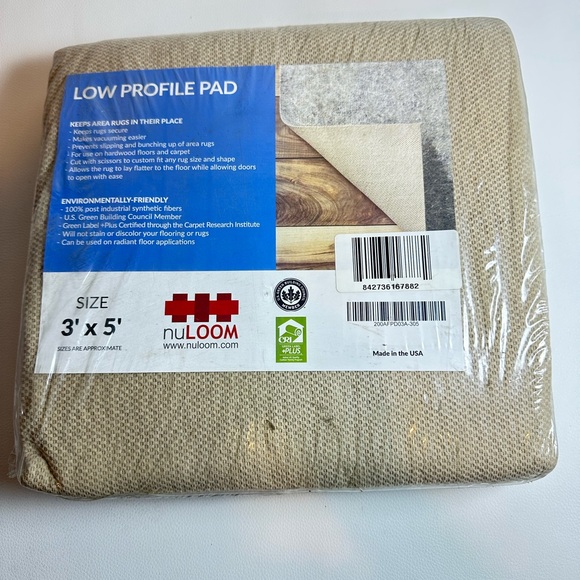 LOW PROFILE PAD
KEEPS AREA RUGS IN THEIR PLACE
- Keeps rugs secure
- Makes vacuuming easier
- Prevents slipping and bunching up of area rugs
- For use on hardwood floors and carpet
- Cut with scissors to custom fit any rug size and shape
- Allows the rug to lay flatter to the floor while allowing doors
to open with ease
ENVIRONMENTALLY-FRIENDLY
- 100% post industrial synthetic fibers
- U.S. Green Building Council Member
- Green Label +Plus Certified through the Carpet Research Institute
- Will not stain or discolor your flooring or rugs
- Can be used on radiant floor applications
842736167882
SIZE
3' x 5'
SIZES ARE APPROXIMATE
nuLOOM
www.nuloom.com
MEMBER
CRI
+PLUS
200AFPD03A-305
Made in the USA